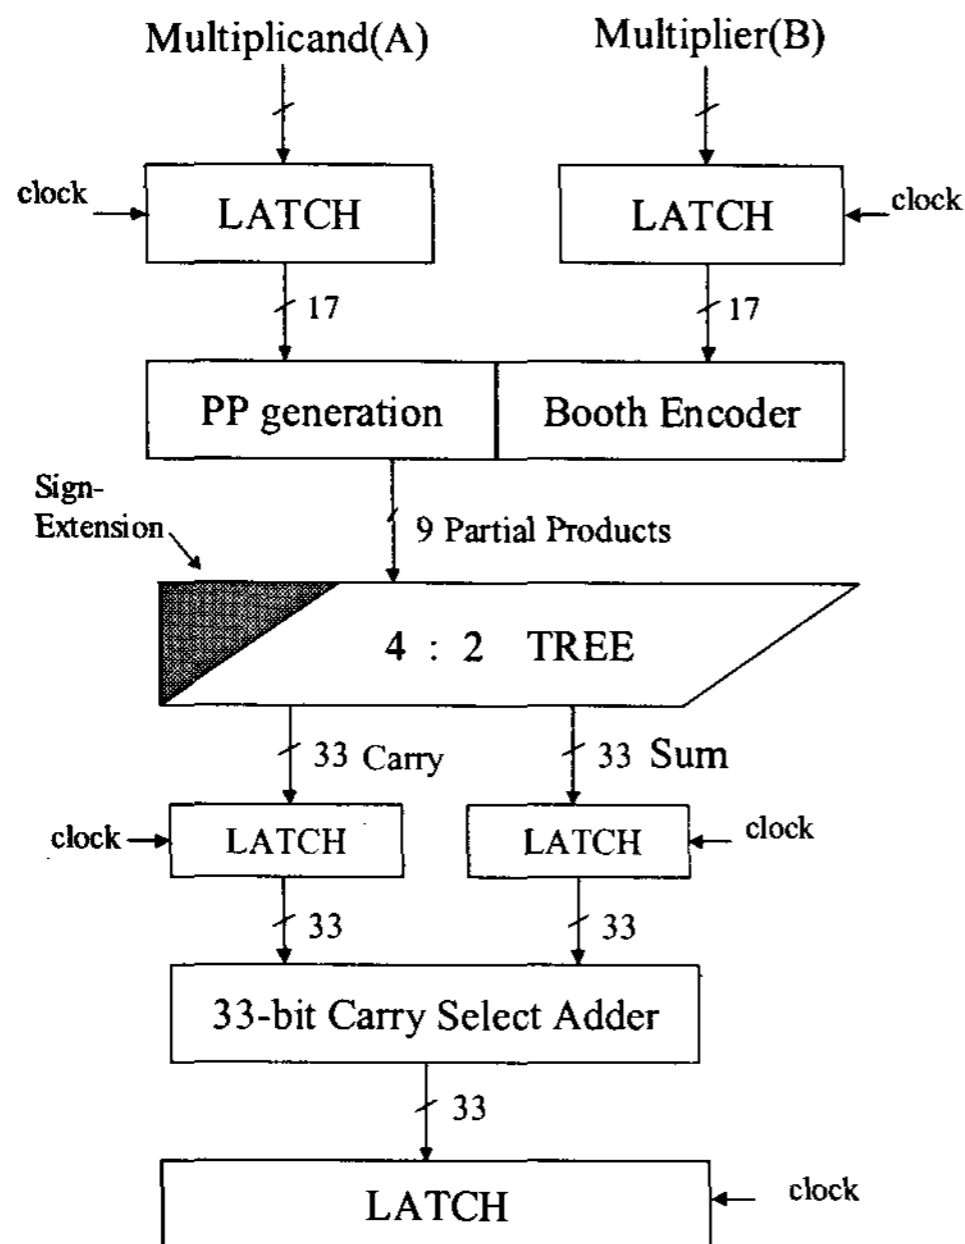 Multiplicand(A)
Multiplier(B)
clock
LATCH
LATCH
clock
17
17
PP generation
Booth Encoder
Sign-
Extension
9 Partial Products
4 : 2 TREE
33 Carry
33 Sum
clock
LATCH
LATCH
clock
33
33
33-bit Carry Select Adder
33
LATCH
clock